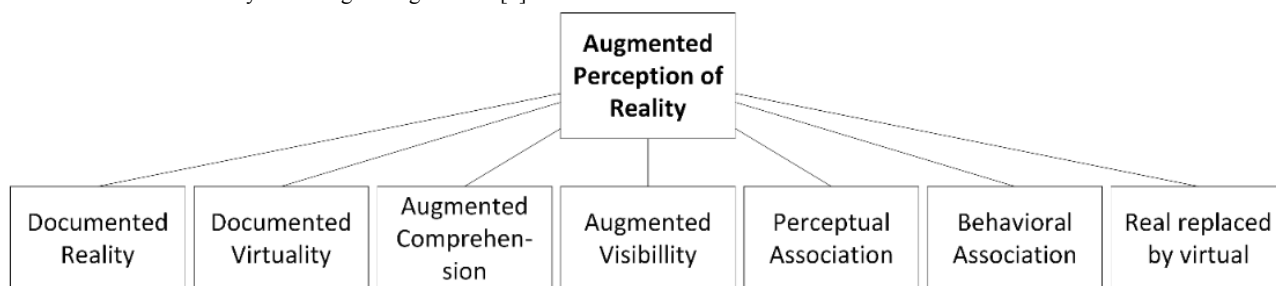 Augmented
Perception of
Reality
Documented
Reality
Documented
Virtuality
Augmented
Comprehen-
sion
Augmented
Visibillity
Perceptual
Association
Behavioral
Association
Real replaced
by virtual